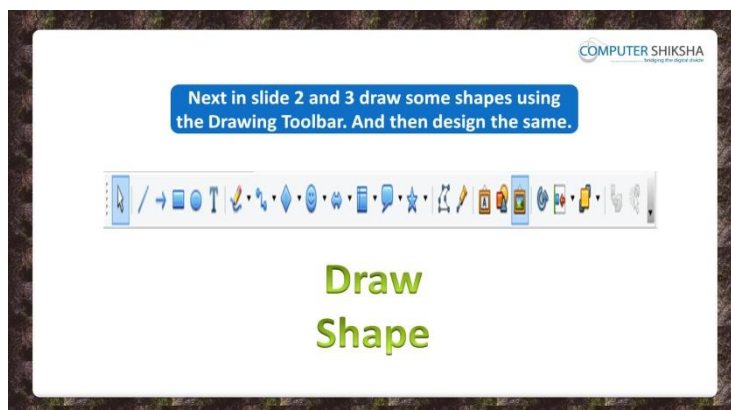 COMPUTER SHIKSHA
bridging the digital divide
Next in slide 2 and 3 draw some shapes using
the Drawing Toolbar. And then design the same.
T
A
Draw
Shape